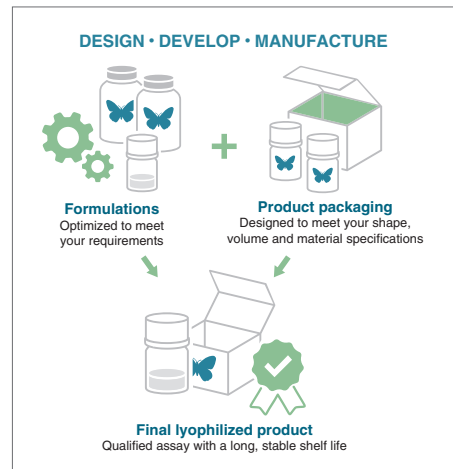 DESIGN • DEVELOP • MANUFACTURE
Formulations
Optimized to meet
your requirements
Product packaging
Designed to meet your shape,
volume and material specifications
Final lyophilized product
Qualified assay with a long, stable shelf life